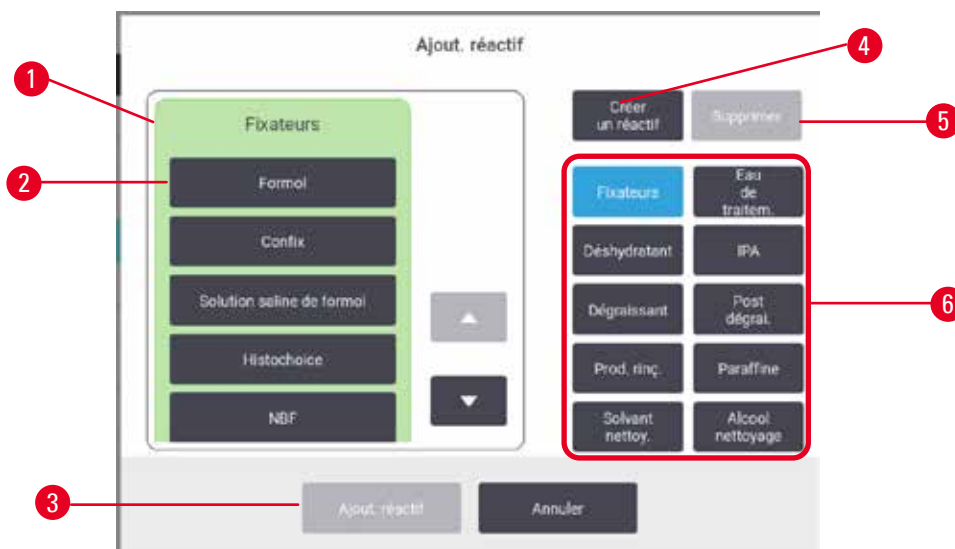 Ajout. réactif
4
1
Créer
un réactif
Supprimer
5
Fixateurs
2
Formol
Confix
Solution saline de formol
Histochoice
NBF
Fixateurs
Eau
de
traitem.
Déshydratant
IPA
Dégraissant
Post
dégrai.
6
Prod. rinç.
Paraffine
Solvant
nettoy.
Alcool
nettoyage
3
Ajout. réactif
Annuler